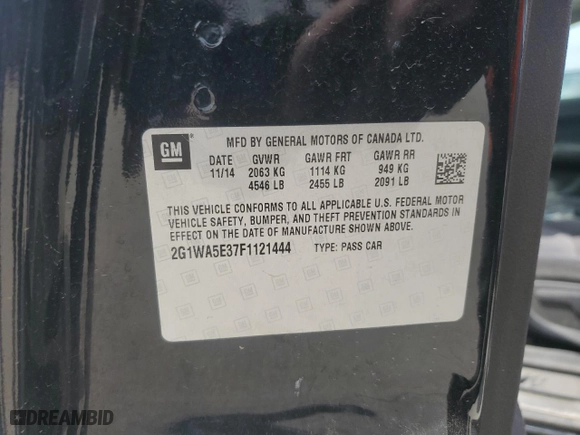 GM
MFD BY GENERAL MOTORS OF CANADA LTD.
11/14 GVWR GAWR FRT GAWR RR
2063 KG 1114 KG 949 KG
4546 LB 2455 LB 2091 LB
THIS VEHICLE CONFORMS TO ALL APPLICABLE U.S. FEDERAL MOTOR
VEHICLE SAFETY, BUMPER, AND THEFT PREVENTION STANDARDS IN
EFFECT ON THE DATE OF MANUFACTURE SHOWN ABOVE.
2G1WA5E37F1121444 TYPE: PASS CAR
DREAMBID